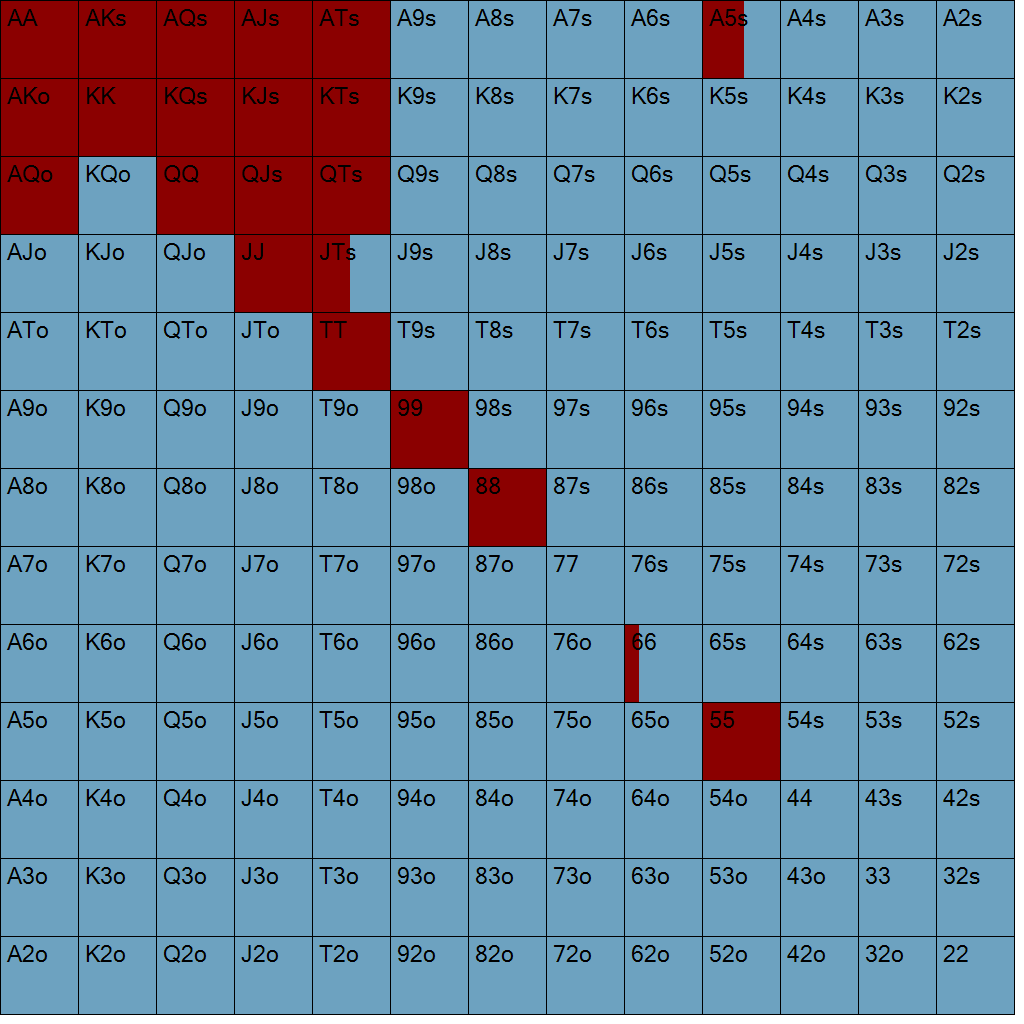 AA AKs AQs AJs ATs A9s A8s A7s A6s A5s A4s A3s A2s
AKo KK KQs KJs KTs K9s K8s K7s K6s K5s K4s K3s K2s
AQo KQo QQ QJs QTs Q9s Q8s Q7s Q6s Q5s Q4s Q3s Q2s
AJo KJo QJo JJ JTs J9s J8s J7s J6s J5s J4s J3s J2s
ATo KTo QTo JTo TT T9s T8s T7s T6s T5s T4s T3s T2s
A9o K9o Q9o J9o T9o 99 98s 97s 96s 95s 94s 93s 92s
A8o K8o Q8o J8o T8o 98o 88 87s 86s 85s 84s 83s 82s
A7o K7o Q7o J7o T7o 97o 87o 77 76s 75s 74s 73s 72s
A6o K6o Q6o J6o T6o 96o 86o 76o 66 65s 64s 63s 62s
A5o K5o Q5o J5o T5o 95o 85o 75o 65o 55 54s 53s 52s
A4o K4o Q4o J4o T4o 94o 84o 74o 64o 54o 44 43s 42s
A3o K3o Q3o J3o T3o 93o 83o 73o 63o 53o 43o 33 32s
A2o K2o Q2o J2o T2o 92o 82o 72o 62o 52o 42o 32o 22